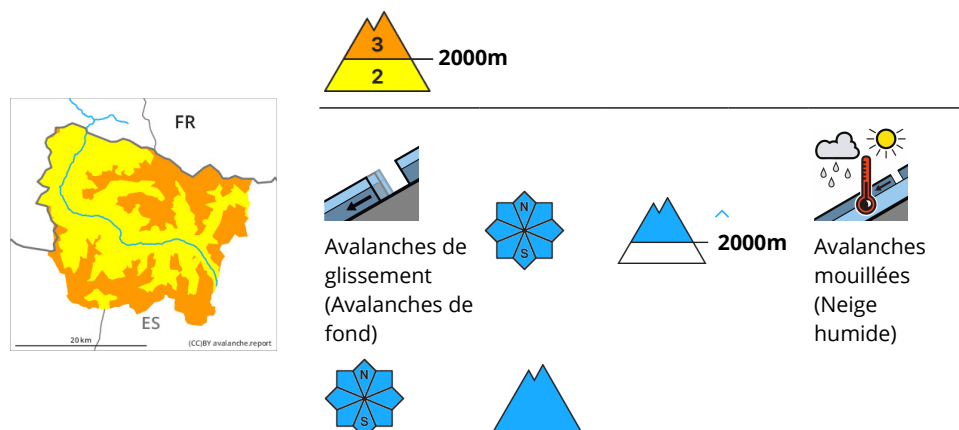 3
2000m
2
FR
ES
20 km
(CC)BY avalanche.report
N
S
Avalanches de
glissement
(Avalanches de
fond)
2000m
Avalanches
mouillées
(Neige
humide)
N
S